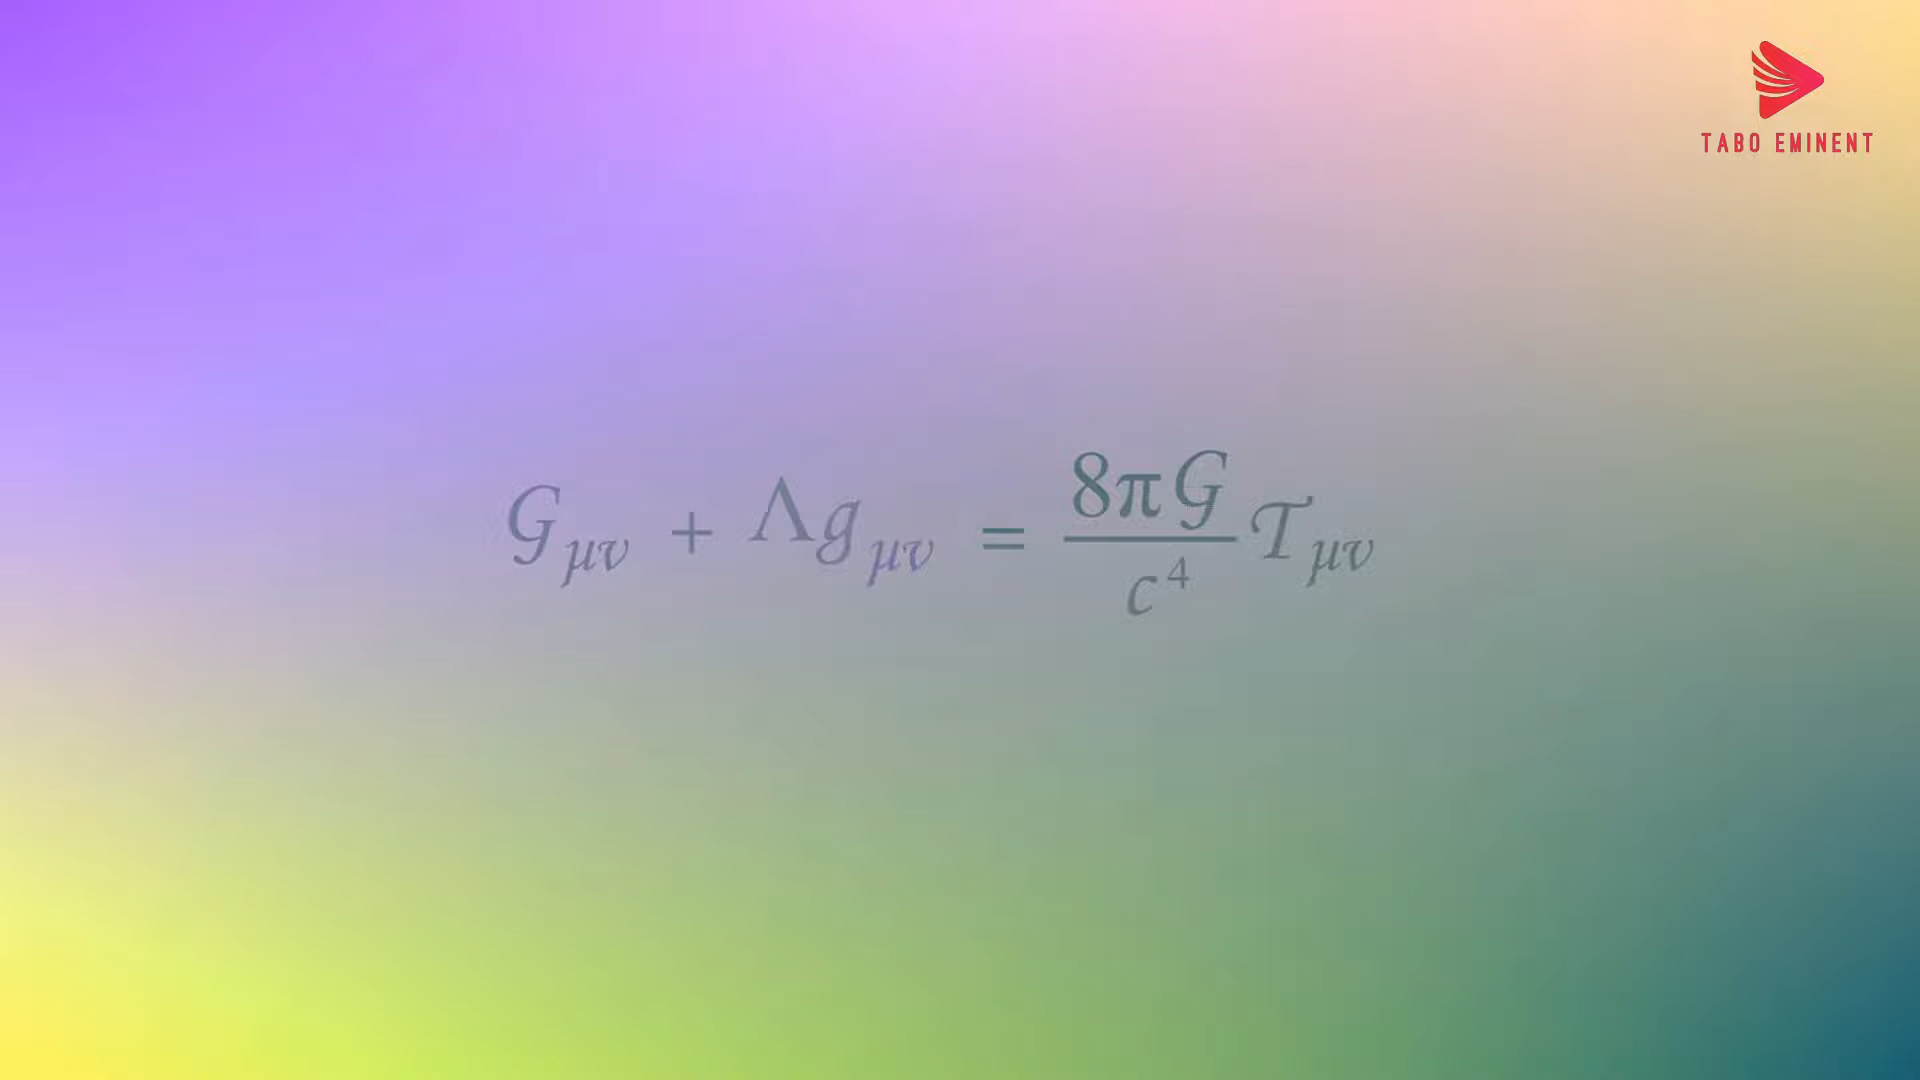 TABO EMINENT
𝒢μν + Λgμν = 8π𝒢/c⁴ 𝒯μν